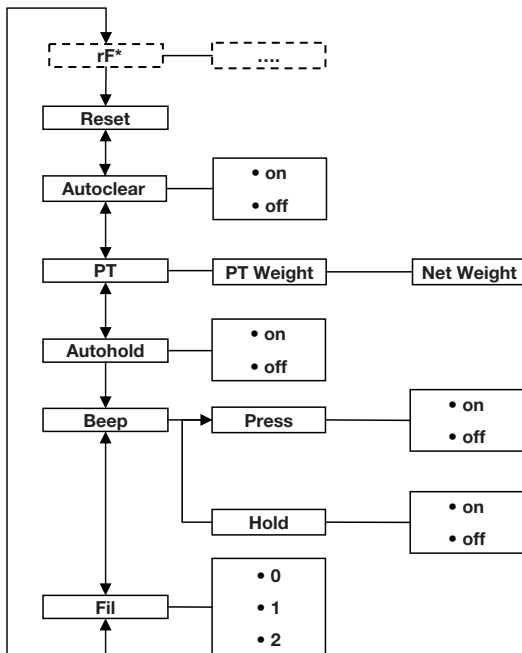 rF*
....
Reset
Autoclear
• on
• off
PT
PT Weight
Net Weight
Autohold
• on
• off
Beep
Press
• on
• off
Hold
• on
• off
Fil
• 0
• 1
• 2